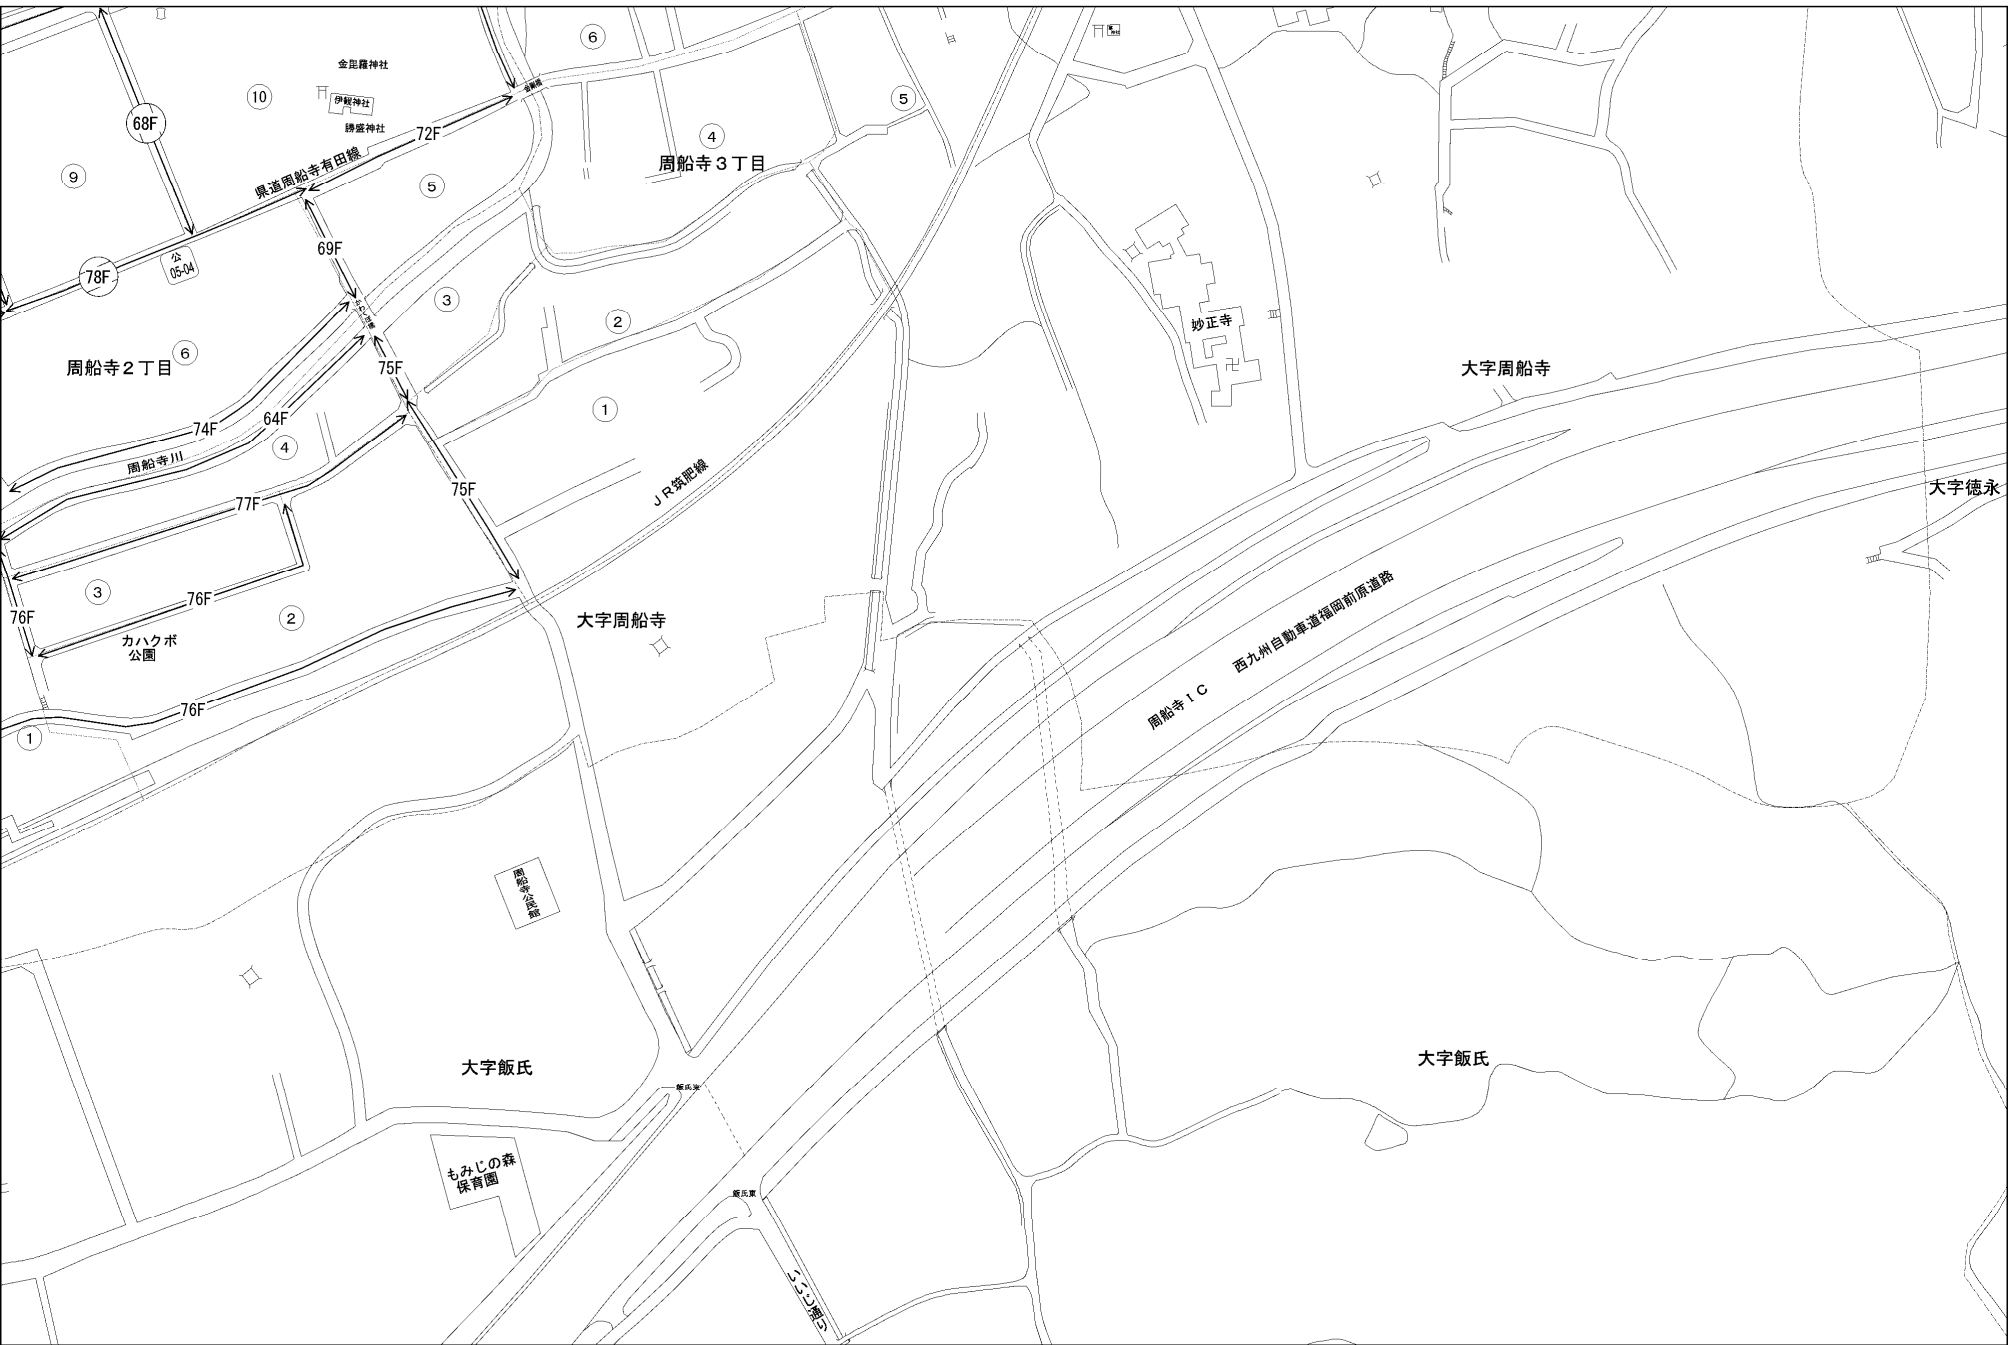 ⑥
金毘羅神社
⑩
伊覩神社
金剛橋
⑤
68F
勝盛神社
72F
④
周船寺3丁目
県道周船寺有田線
⑨
⑤
69F
公
05-04
78F
③
②
妙正寺
周船寺2丁目
⑥
75F
大字周船寺
①
74F
64F
④
周船寺川
JR筑肥線
75F
大字徳永
77F
③
76F
76F
②
カハクボ
公園
大字周船寺
西九州自動車道福岡前原道路
周船寺IC
76F
①
周船寺公民館
大字飯氏
大字飯氏
飯氏東
もみじの森
保育園
飯氏東
いいじ通り